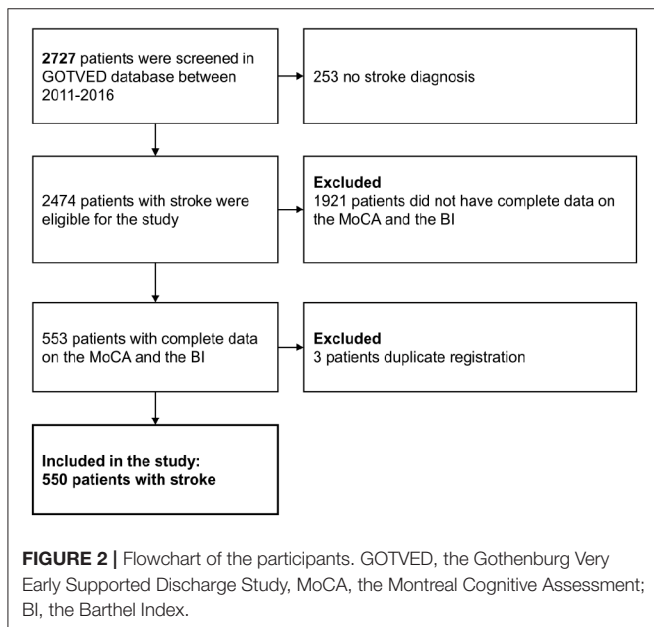 2727 patients were screened in
GOTVED database between
2011-2016
253 no stroke diagnosis
2474 patients with stroke were
eligible for the study
Excluded
1921 patients did not have complete data on
the MoCA and the BI
553 patients with complete data
on the MoCA and the BI
Excluded
3 patients duplicate registration
Included in the study:
550 patients with stroke
FIGURE 2 | Flowchart of the participants. GOTVED, the Gothenburg Very
Early Supported Discharge Study, MoCA, the Montreal Cognitive Assessment;
BI, the Barthel Index.